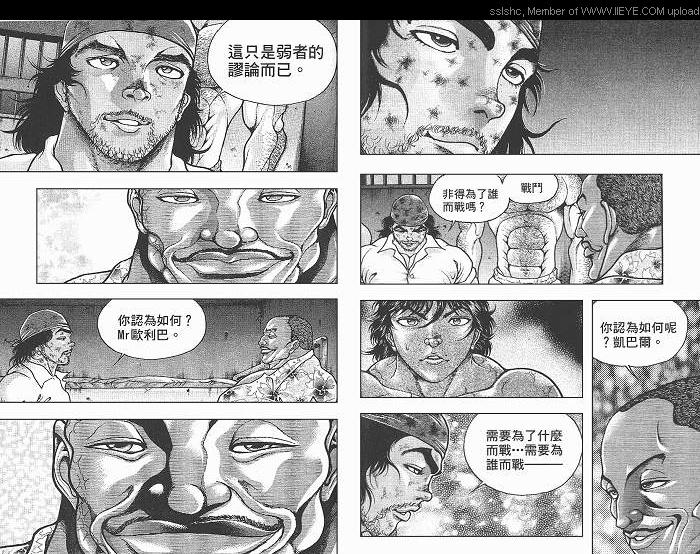 sslshc, Member of WWW.IIEYE.COM upload
戰鬥
非得為了誰
而戰嗎？
你認為如何呢
？凱巴爾。
需要為了什麼
而戰…需要為
誰而戰——
這只是弱者的
謬論而已。
你認為如何？
Mr歐利巴。